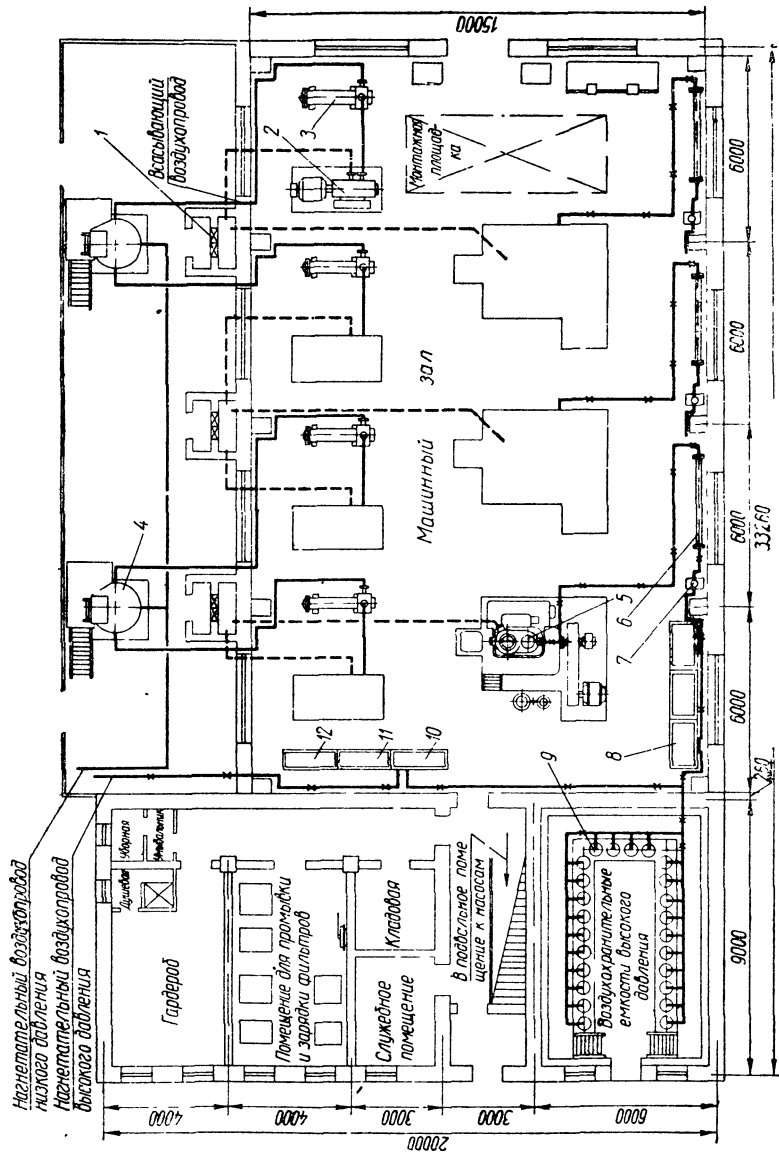 Нагнетательный воздухопровод
низкого давления
Нагнетательный воздухопровод
высокого давления
Всасывающий
воздухопровод
1
2
3
4
5
6
7
8
9
10
11
12
Монтажная
площад-
ка
Машинный зал
Гардероб
Душевая
Уборная
Умывальник
Помещение для промывки
и зарядки фильтров
Служебное
помещение
Кладовая
В подвальное поме
щение к насосам
Воздухохранительные
емкости высокого
давления
15000
6000
6000
6000
6000
33260
260
9000
4000
4000
3000
3000
6000
20000